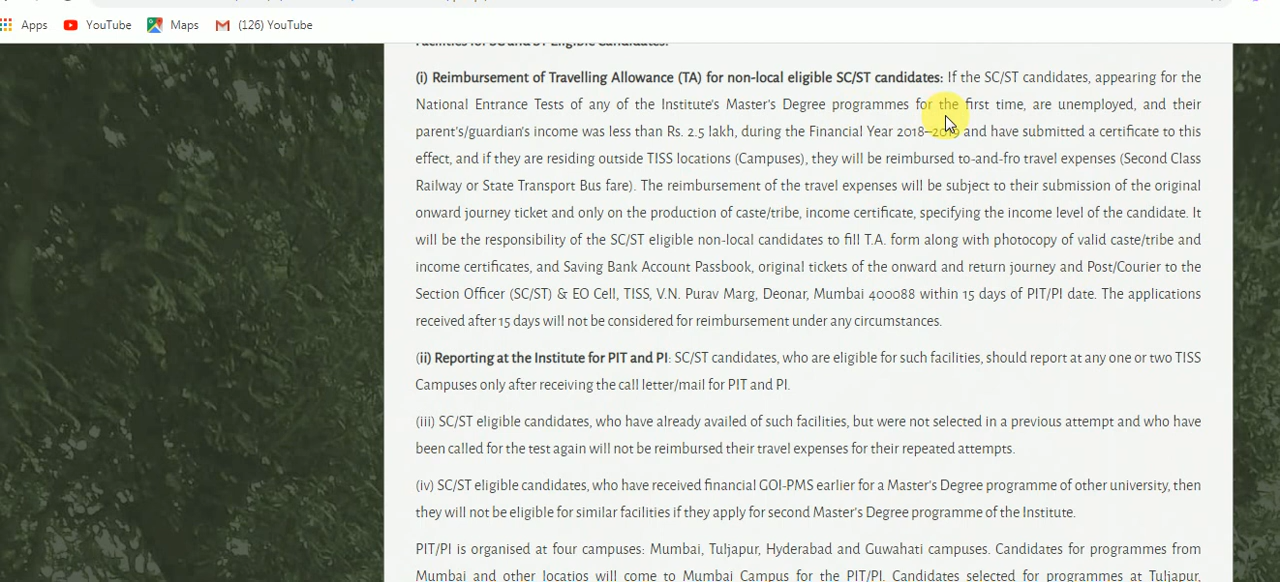 Apps YouTube Maps (126) YouTube
Facilities for SC and ST Eligible Candidates:
(i) Reimbursement of Travelling Allowance (TA) for non-local eligible SC/ST candidates: If the SC/ST candidates, appearing for the
National Entrance Tests of any of the Institute's Master's Degree programmes for the first time, are unemployed, and their
parent's/guardian's income was less than Rs. 2.5 lakh, during the Financial Year 2018–2019 and have submitted a certificate to this
effect, and if they are residing outside TISS locations (Campuses), they will be reimbursed to-and-fro travel expenses (Second Class
Railway or State Transport Bus fare). The reimbursement of the travel expenses will be subject to their submission of the original
onward journey ticket and only on the production of caste/tribe, income certificate, specifying the income level of the candidate. It
will be the responsibility of the SC/ST eligible non-local candidates to fill T.A. form along with photocopy of valid caste/tribe and
income certificates, and Saving Bank Account Passbook, original tickets of the onward and return journey and Post/Courier to the
Section Officer (SC/ST) & EO Cell, TISS, V.N. Purav Marg, Deonar, Mumbai 400088 within 15 days of PIT/PI date. The applications
received after 15 days will not be considered for reimbursement under any circumstances.
(ii) Reporting at the Institute for PIT and PI: SC/ST candidates, who are eligible for such facilities, should report at any one or two TISS
Campuses only after receiving the call letter/mail for PIT and PI.
(iii) SC/ST eligible candidates, who have already availed of such facilities, but were not selected in a previous attempt and who have
been called for the test again will not be reimbursed their travel expenses for their repeated attempts.
(iv) SC/ST eligible candidates, who have received financial GOI-PMS earlier for a Master's Degree programme of other university, then
they will not be eligible for similar facilities if they apply for second Master's Degree programme of the Institute.
PIT/PI is organised at four campuses: Mumbai, Tuljapur, Hyderabad and Guwahati campuses. Candidates for programmes from
Mumbai and other locatios will come to Mumbai Campus for the PIT/PI. Candidates selected for programmes at Tuljapur,